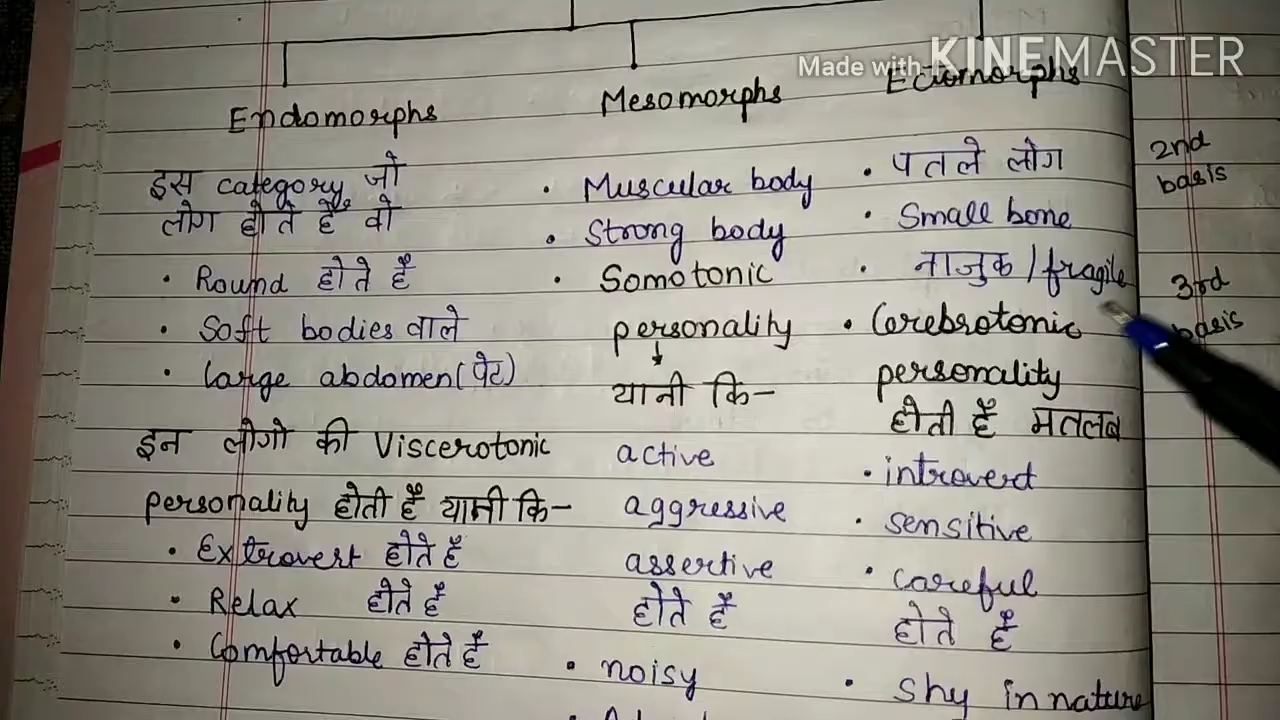 Made with KINEMASTER
Endomorphs
इस category जो
लोग होते हैं वो
• Round होते हैं
• Soft bodies वाले
• large abdomen (पेट)
इन लोगो की Viscerotonic
personality होती हैं यानी कि-
• Extrovert होते हैं
• Relax होते हैं
• Comfortable होते हैं
Mesomorphs
• Muscular body
• Strong body
• Somotonic
personality
यानी कि-
active
aggressive
assertive
होते हैं
• noisy
Ectomorphs
• पतले लोग
• Small bone
• नाजुक / fragile
• Cerebrotonic
personality
होती हैं मतलब
• introvert
• sensitive
• careful
होते हैं
• shy in nature
2nd
basis
3rd
basis